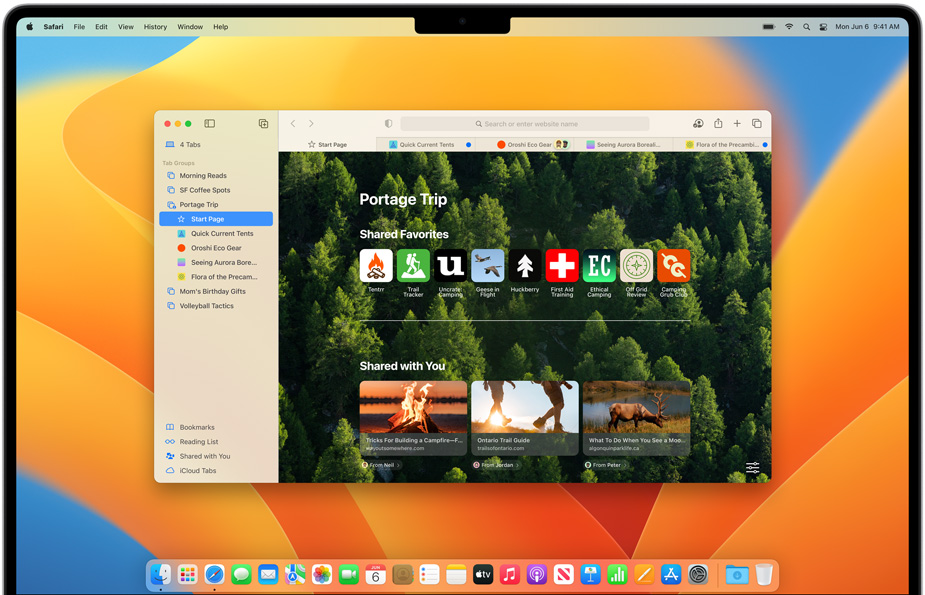 Safari File Edit View History Window Help
Mon Jun 6 9:41 AM
Search or enter website name
4 Tabs
Tab Groups
Morning Reads
SF Coffee Spots
Portage Trip
Start Page
Quick Current Tents
Oroshi Eco Gear
Seeing Aurora Bore...
Flora of the Precam...
Mom's Birthday Gifts
Volleyball Tactics
Bookmarks
Reading List
Shared with You
iCloud Tabs
Start Page
Quick Current Tents
Oroshi Eco Gear
Seeing Aurora Boreali...
Flora of the Precambi...
Portage Trip
Shared Favorites
u
EC
Tentrr
Trail Tracker
Uncrate Camping
Geese in Flight
Huckberry
First Aid Training
Ethical Camping
Off Grid Review
Camping Grub Club
Shared with You
Tricks For Building a Campfire—F...
wayoutsomewhere.com
From Neil
Ontario Trail Guide
trailsofontario.com
From Jordan
What To Do When You See a Moo...
algonquinparklife.ca
From Peter
JUN
6
tv